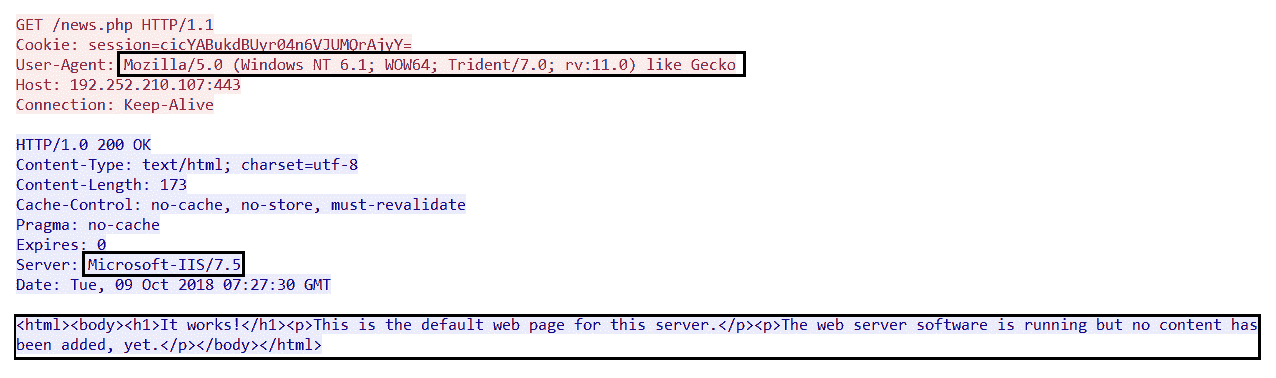 GET /news.php HTTP/1.1
Cookie: session=cicYABukdBUyr04n6VJUMQrAjyY=
User-Agent: Mozilla/5.0 (Windows NT 6.1; WOW64; Trident/7.0; rv:11.0) like Gecko
Host: 192.252.210.107:443
Connection: Keep-Alive
HTTP/1.0 200 OK
Content-Type: text/html; charset=utf-8
Content-Length: 173
Cache-Control: no-cache, no-store, must-revalidate
Pragma: no-cache
Expires: 0
Server: Microsoft-IIS/7.5
Date: Tue, 09 Oct 2018 07:27:30 GMT
<html><body><h1>It works!</h1><p>This is the default web page for this server.</p><p>The web server software is running but no content has
been added, yet.</p></body></html>